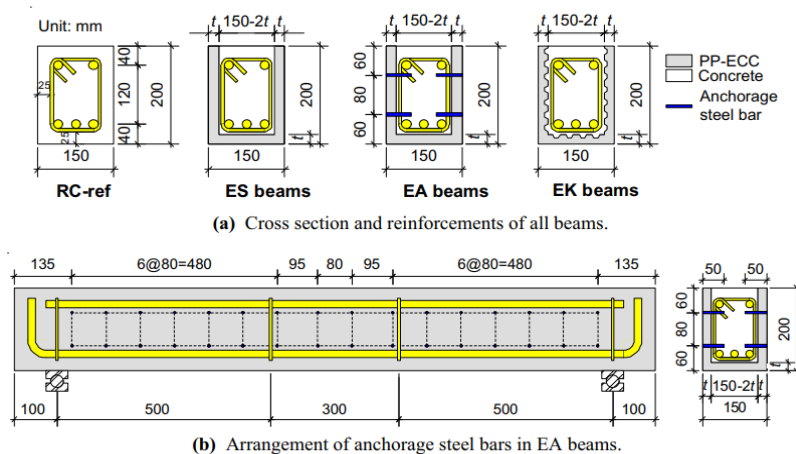 Unit: mm
t 150-2t t
t 150-2t t
t 150-2t t
PP-ECC
Concrete
Anchorage
steel bar
25
40
120
40
25
200
150
200
t
150
60
80
60
200
t
150
200
t
150
RC-ref
ES beams
EA beams
EK beams
(a) Cross section and reinforcements of all beams.
135 6@80=480 95 80 95 6@80=480 135
50 50
60
80
60
200
t
100 500 300 500 100
t 150-2t t
150
(b) Arrangement of anchorage steel bars in EA beams.